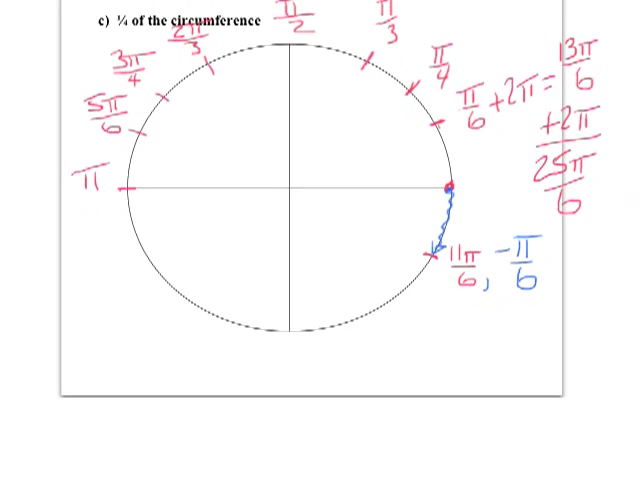 c) ¼ of the circumference
π/2
π/3
2π/3
3π/4
π/4
5π/6
π/6 + 2π = 13π/6
+2π
25π/6
π
11π/6, -π/6